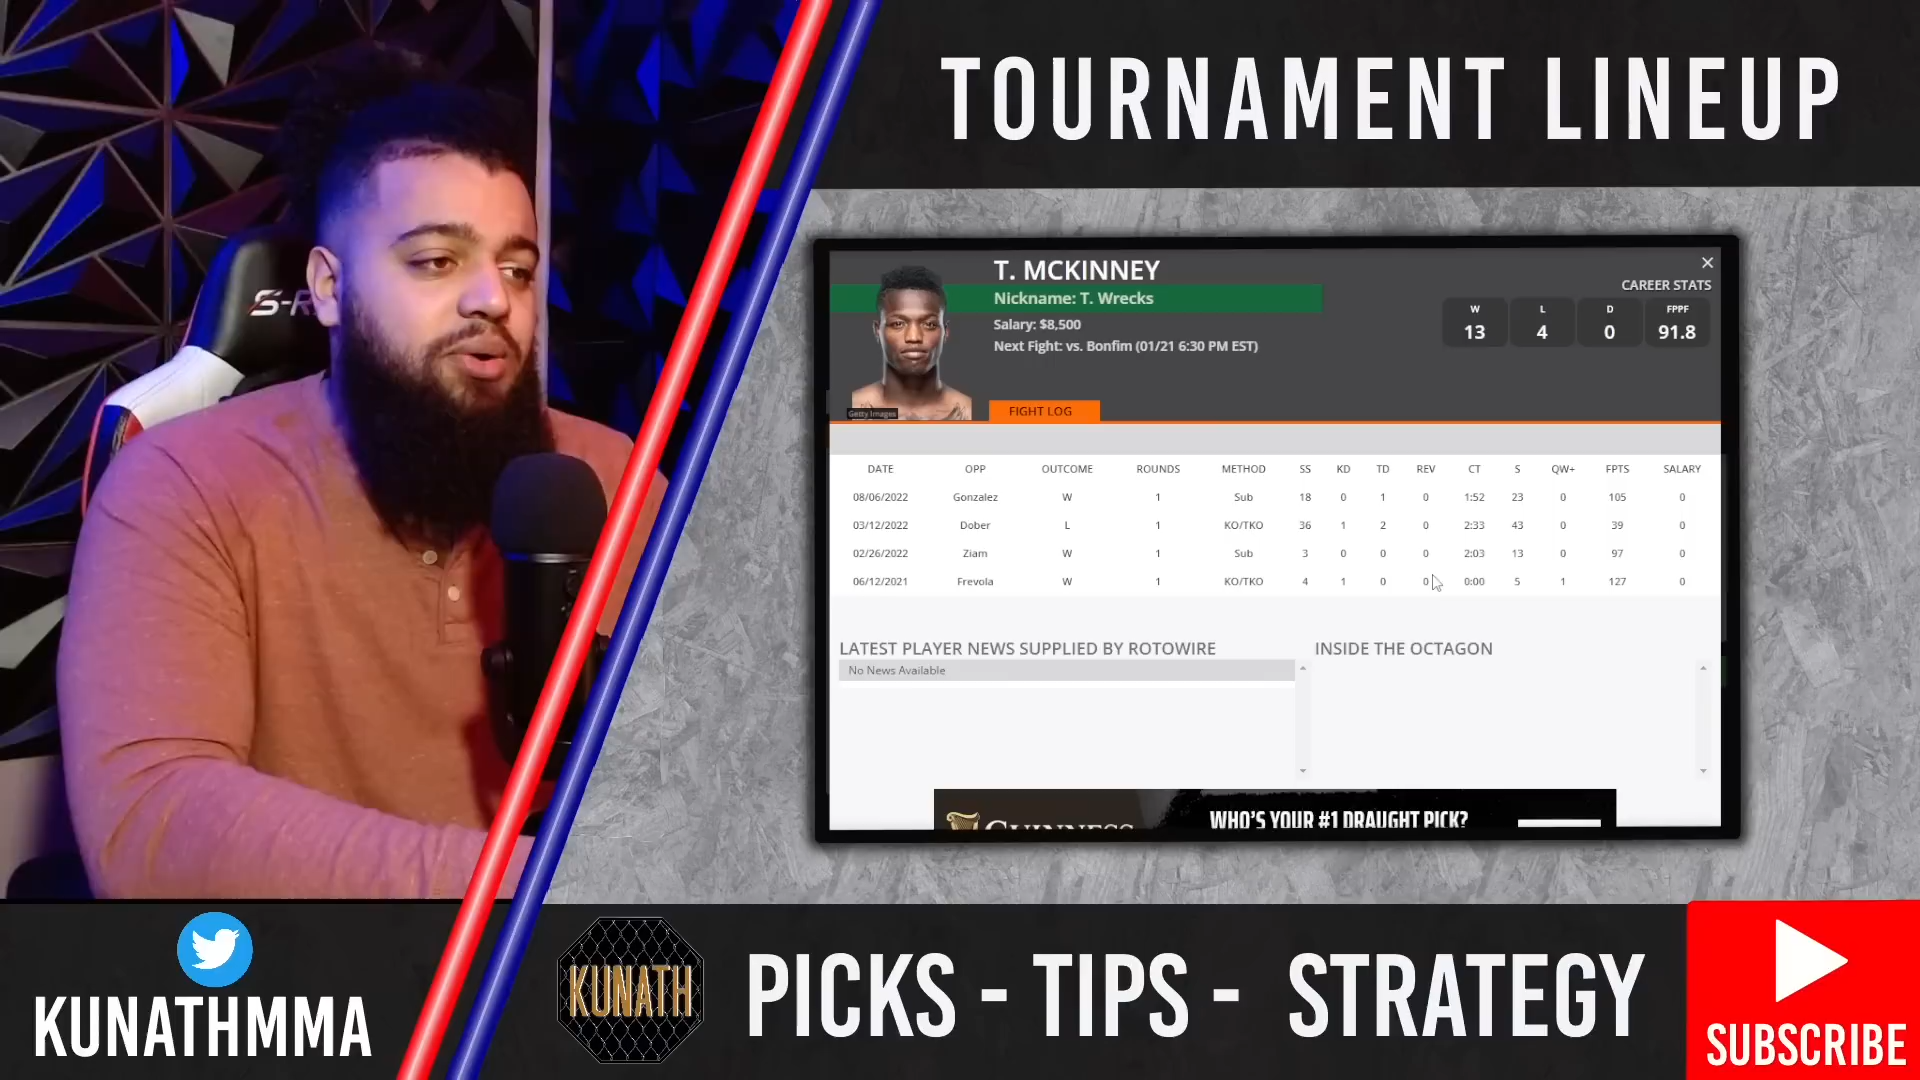 TOURNAMENT LINEUP
S-R
T. MCKINNEY
Nickname: T. Wrecks
Salary: $8,500
Next Fight: vs. Bonfim (01/21 6:30 PM EST)
CAREER STATS
W L D FPPF
13 4 0 91.8
Getty Images
FIGHT LOG
DATE OPP OUTCOME ROUNDS METHOD SS KD TD REV CT S QW+ FPTS SALARY
08/06/2022 Gonzalez W 1 Sub 18 0 1 0 1:52 23 0 105 0
03/12/2022 Dober L 1 KO/TKO 36 1 2 0 2:33 43 0 39 0
02/26/2022 Ziam W 1 Sub 3 0 0 0 2:03 13 0 97 0
06/12/2021 Frevola W 1 KO/TKO 4 1 0 0 0:00 5 1 127 0
LATEST PLAYER NEWS SUPPLIED BY ROTOWIRE
No News Available
INSIDE THE OCTAGON
GUINNESS
WHO'S YOUR #1 DRAUGHT PICK?
KUNATHMMA
KUNATH
PICKS - TIPS - STRATEGY
SUBSCRIBE